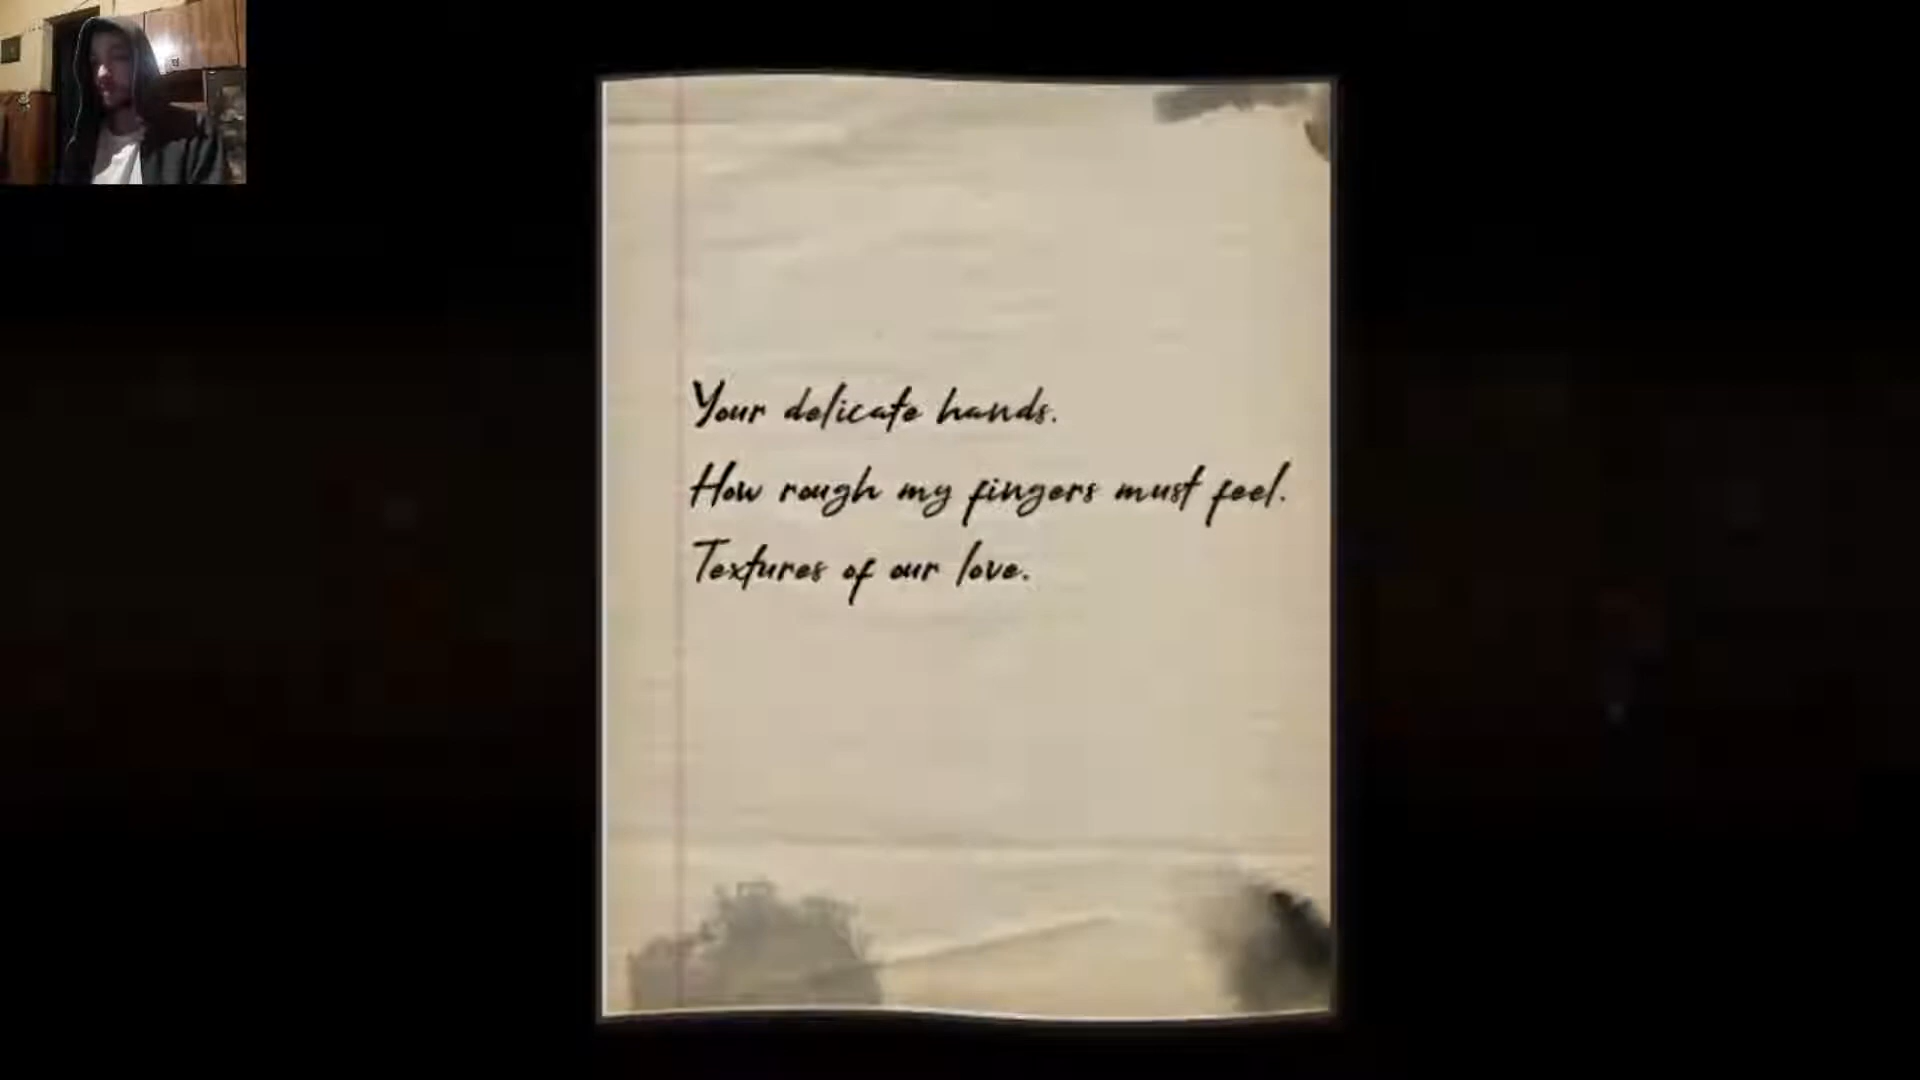 Your delicate hands.
How rough my fingers must feel.
Textures of our love.